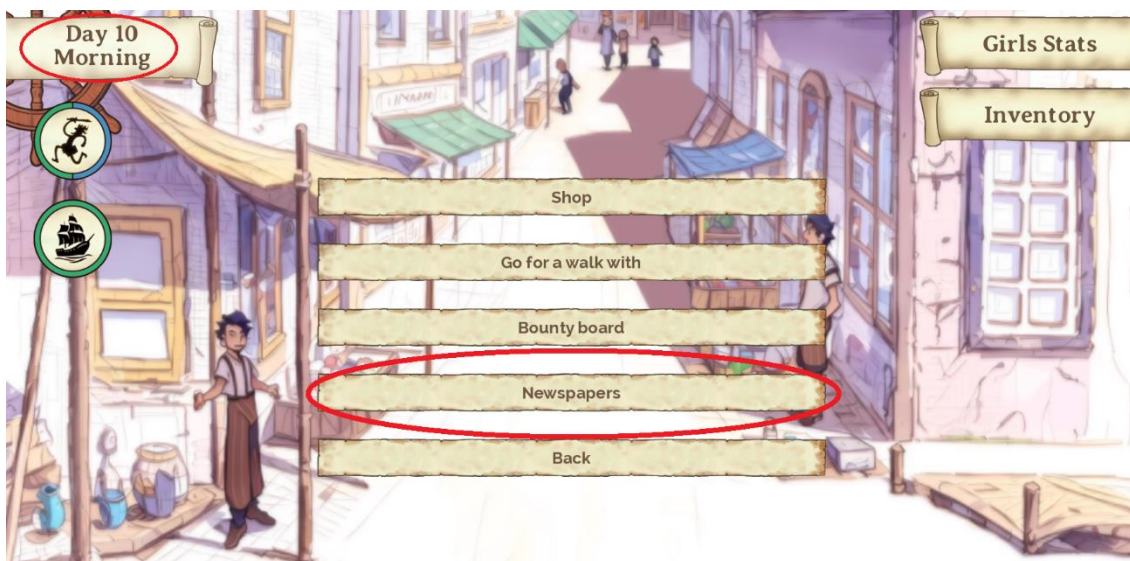 Day 10
Morning
Girls Stats
Inventory
Shop
Go for a walk with
Bounty board
Newspapers
Back